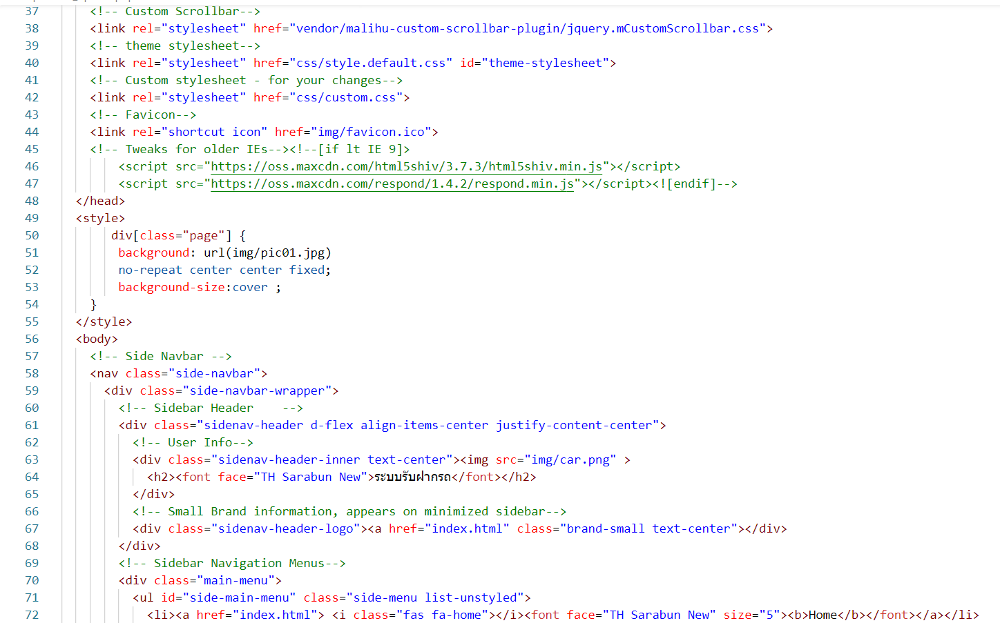 37 <!-- Custom Scrollbar-->
38 <link rel="stylesheet" href="vendor/malihu-custom-scrollbar-plugin/jquery.mCustomScrollbar.css">
39 <!-- theme stylesheet-->
40 <link rel="stylesheet" href="css/style.default.css" id="theme-stylesheet">
41 <!-- Custom stylesheet - for your changes-->
42 <link rel="stylesheet" href="css/custom.css">
43 <!-- Favicon-->
44 <link rel="shortcut icon" href="img/favicon.ico">
45 <!-- Tweaks for older IEs--><!--[if lt IE 9]>
46 <script src="https://oss.maxcdn.com/html5shiv/3.7.3/html5shiv.min.js"></script>
47 <script src="https://oss.maxcdn.com/respond/1.4.2/respond.min.js"></script><![endif]-->
48 </head>
49 <style>
50 div[class="page"] {
51 background: url(img/pic01.jpg)
52 no-repeat center center fixed;
53 background-size:cover ;
54 }
55 </style>
56 <body>
57 <!-- Side Navbar -->
58 <nav class="side-navbar">
59 <div class="side-navbar-wrapper">
60 <!-- Sidebar Header    -->
61 <div class="sidenav-header d-flex align-items-center justify-content-center">
62 <!-- User Info-->
63 <div class="sidenav-header-inner text-center"><img src="img/car.png" >
64 <h2><font face="TH Sarabun New">ระบบรับฝากรถ</font></h2>
65 </div>
66 <!-- Small Brand information, appears on minimized sidebar-->
67 <div class="sidenav-header-logo"><a href="index.html" class="brand-small text-center"></div>
68 </div>
69 <!-- Sidebar Navigation Menus-->
70 <div class="main-menu">
71 <ul id="side-main-menu" class="side-menu list-unstyled">
72 <li><a href="index.html"> <i class="fas fa-home"></i><font face="TH Sarabun New" size="5"><b>Home</b></font></a></li>